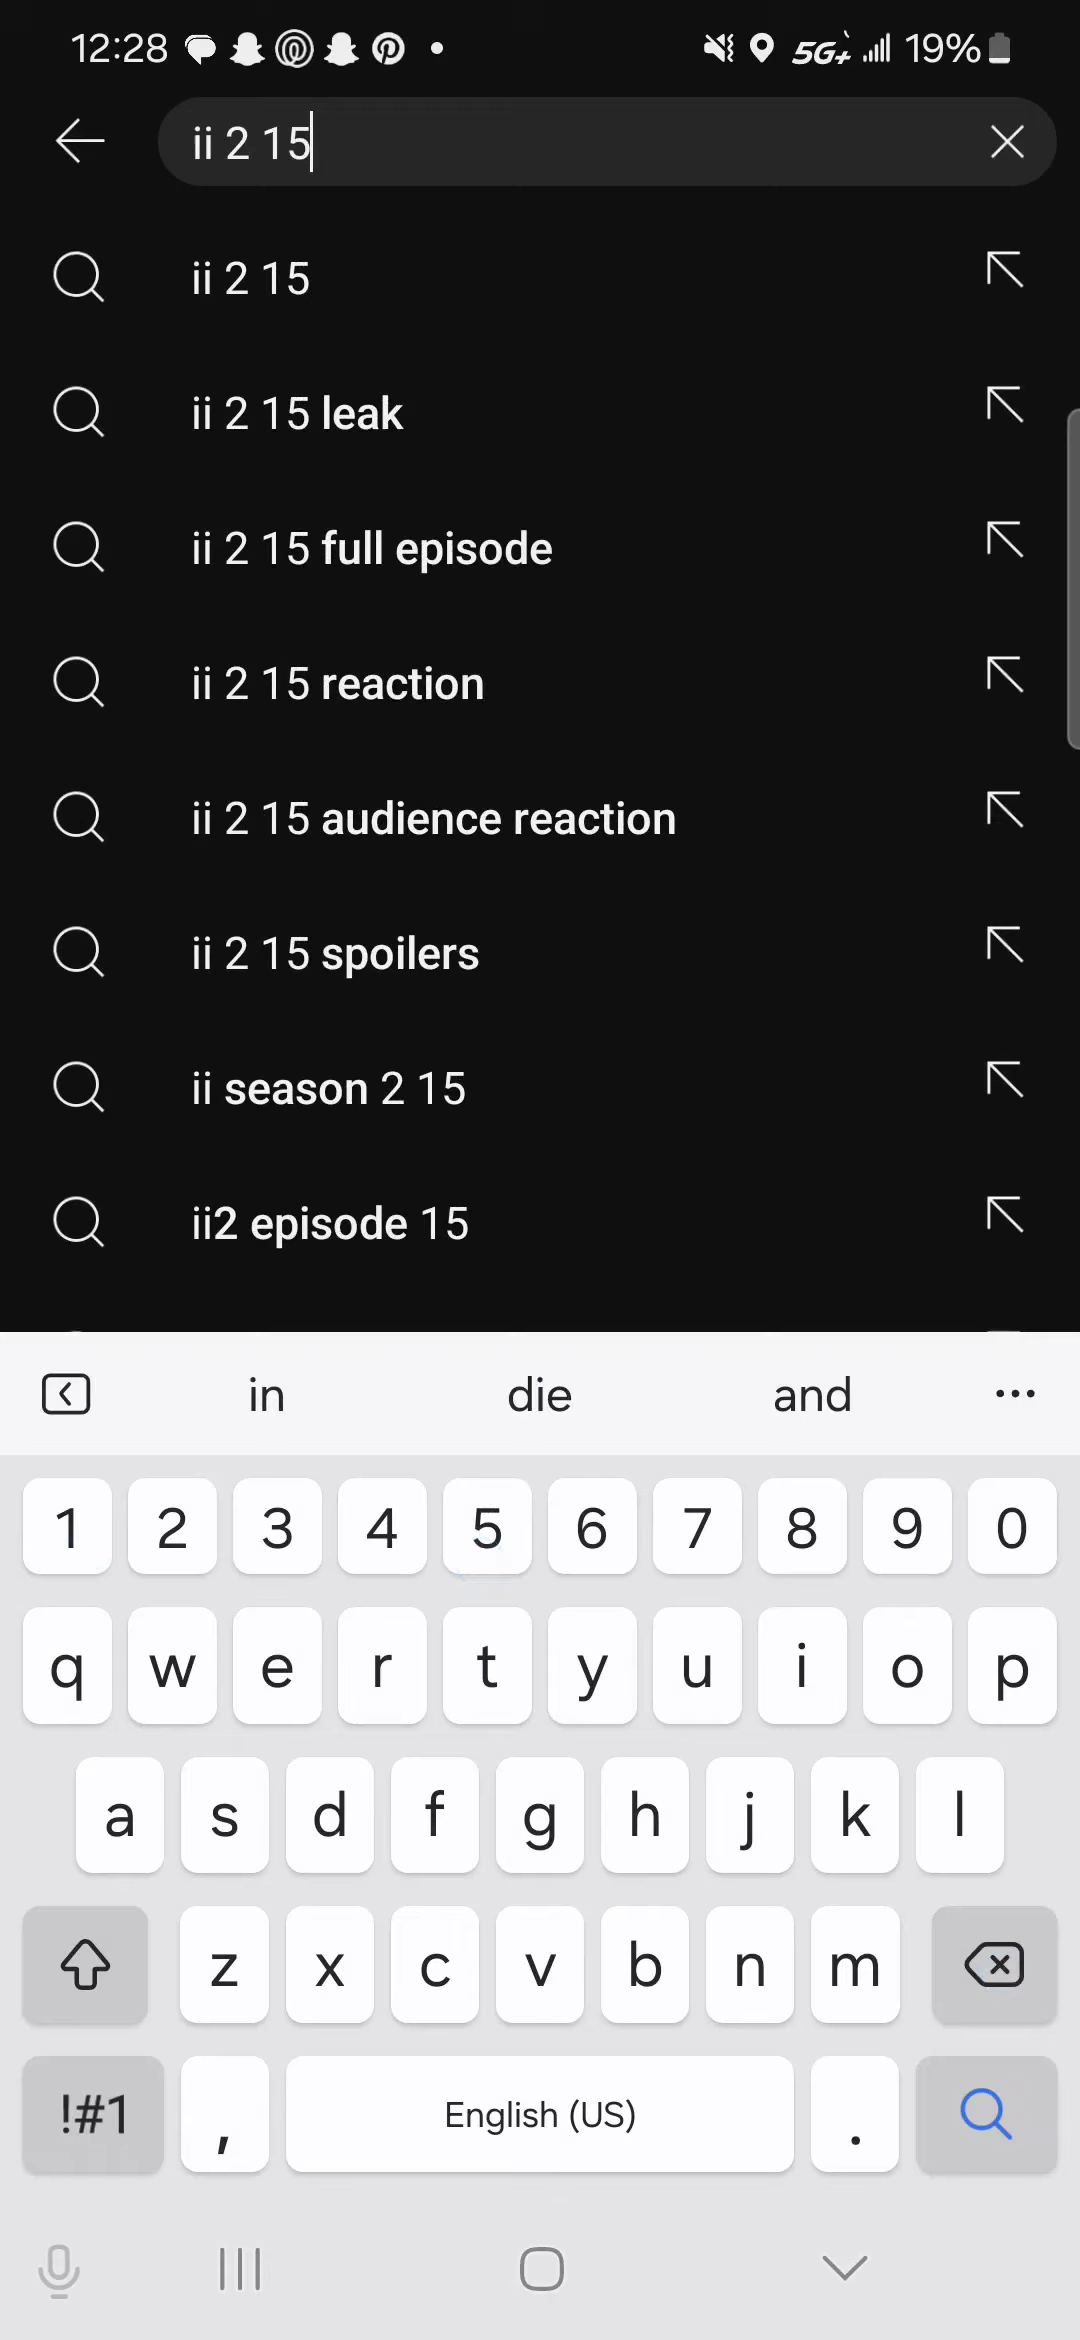 12:28 5G+ 19%
ii 2 15
ii 2 15
ii 2 15 leak
ii 2 15 full episode
ii 2 15 reaction
ii 2 15 audience reaction
ii 2 15 spoilers
ii season 2 15
ii2 episode 15
in die and ...
1 2 3 4 5 6 7 8 9 0
q w e r t y u i o p
a s d f g h j k l
z x c v b n m
!#1 , English (US) .